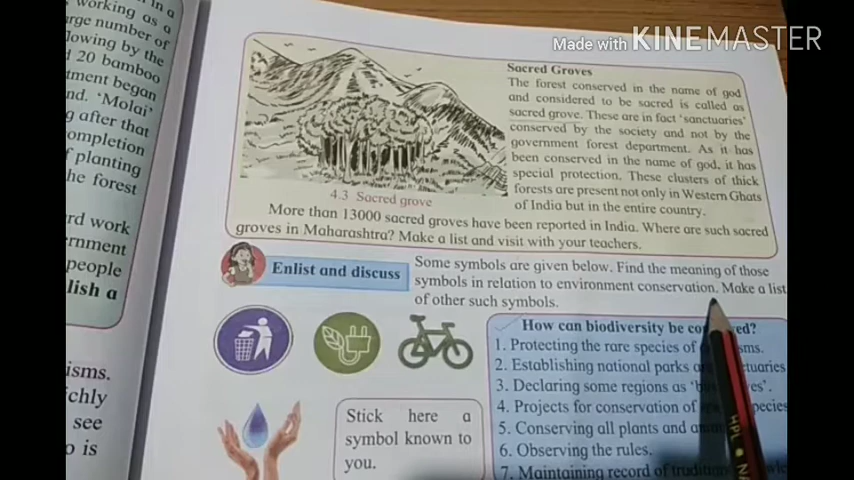 Made with KINEMASTER
in a
working as a
arge number of
lowing by the
d 20 bamboo
tment began
nd. 'Molai'
g after that
ompletion
f planting
he forest
rd work
ernment
people
lish a
isms.
ichly
see
o is
Sacred Groves
The forest conserved in the name of god
and considered to be sacred is called as
sacred grove. These are in fact 'sanctuaries'
conserved by the society and not by the
government forest department. As it has
been conserved in the name of god, it has
special protection. These clusters of thick
forests are present not only in Western Ghats
of India but in the entire country.
4.3 Sacred grove
More than 13000 sacred groves have been reported in India. Where are such sacred
groves in Maharashtra? Make a list and visit with your teachers.
Enlist and discuss
Some symbols are given below. Find the meaning of those
symbols in relation to environment conservation. Make a list
of other such symbols.
Stick here a
symbol known to
you.
How can biodiversity be co ed?
1. Protecting the rare species of sms.
2. Establishing national parks ctuaries
3. Declaring some regions as 'b es'.
4. Projects for conservation of pecies
5. Conserving all plants and
6. Observing the rules.
7. Maintaining record of
HPL